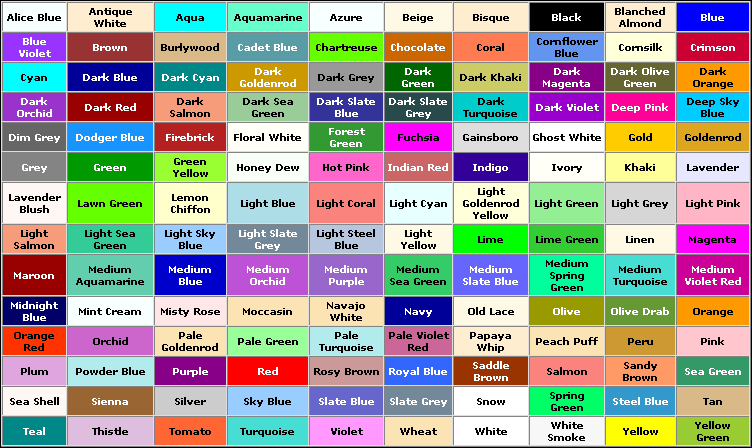 Alice Blue Antique White Aqua Aquamarine Azure Beige Bisque Black Blanched Almond Blue
Blue Violet Brown Burlywood Cadet Blue Chartreuse Chocolate Coral Cornflower Blue Cornsilk Crimson
Cyan Dark Blue Dark Cyan Dark Goldenrod Dark Grey Dark Green Dark Khaki Dark Magenta Dark Olive Green Dark Orange
Dark Orchid Dark Red Dark Salmon Dark Sea Green Dark Slate Blue Dark Slate Grey Dark Turquoise Dark Violet Deep Pink Deep Sky Blue
Dim Grey Dodger Blue Firebrick Floral White Forest Green Fuchsia Gainsboro Ghost White Gold Goldenrod
Grey Green Green Yellow Honey Dew Hot Pink Indian Red Indigo Ivory Khaki Lavender
Lavender Blush Lawn Green Lemon Chiffon Light Blue Light Coral Light Cyan Light Goldenrod Yellow Light Green Light Grey Light Pink
Light Salmon Light Sea Green Light Sky Blue Light Slate Grey Light Steel Blue Light Yellow Lime Lime Green Linen Magenta
Maroon Medium Aquamarine Medium Blue Medium Orchid Medium Purple Medium Sea Green Medium Slate Blue Medium Spring Green Medium Turquoise Medium Violet Red
Midnight Blue Mint Cream Misty Rose Moccasin Navajo White Navy Old Lace Olive Olive Drab Orange
Orange Red Orchid Pale Goldenrod Pale Green Pale Turquoise Pale Violet Red Papaya Whip Peach Puff Peru Pink
Plum Powder Blue Purple Red Rosy Brown Royal Blue Saddle Brown Salmon Sandy Brown Sea Green
Sea Shell Sienna Silver Sky Blue Slate Blue Slate Grey Snow Spring Green Steel Blue Tan
Teal Thistle Tomato Turquoise Violet Wheat White White Smoke Yellow Yellow Green